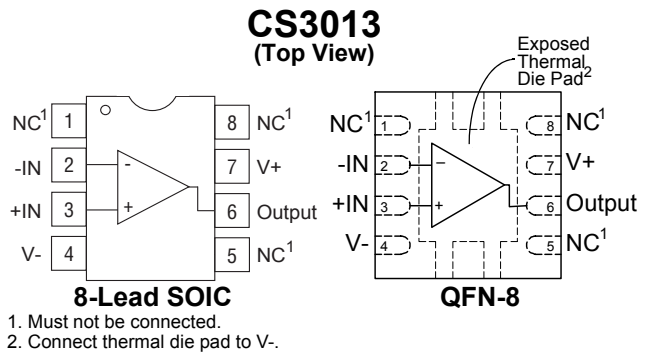 CS3013
(Top View)
Exposed
Thermal
Die Pad2
NC1 1 8 NC1
-IN 2 - 7 V+
+IN 3 + 6 Output
V- 4 5 NC1
8-Lead SOIC
NC1 1 8 NC1
-IN 2 - 7 V+
+IN 3 + 6 Output
V- 4 5 NC1
QFN-8
1. Must not be connected.
2. Connect thermal die pad to V-.